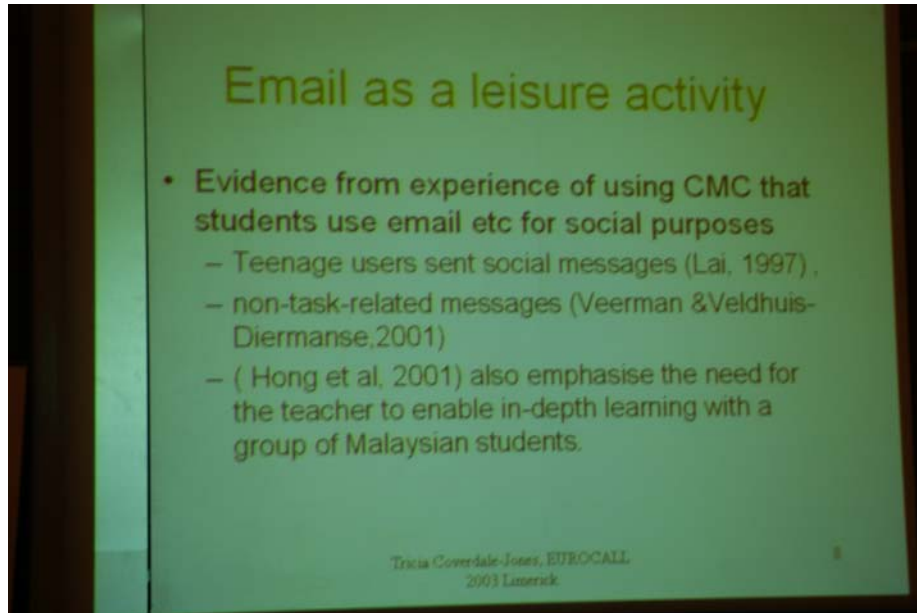 Email as a leisure activity
• Evidence from experience of using CMC that
students use email etc for social purposes
– Teenage users sent social messages (Lai, 1997) ,
– non-task-related messages (Veerman &Veldhuis-
Diermanse,2001)
– ( Hong et al, 2001) also emphasise the need for
the teacher to enable in-depth learning with a
group of Malaysian students.
Tricia Coverdale-Jones, EUROCALL
2003 Limerick
8